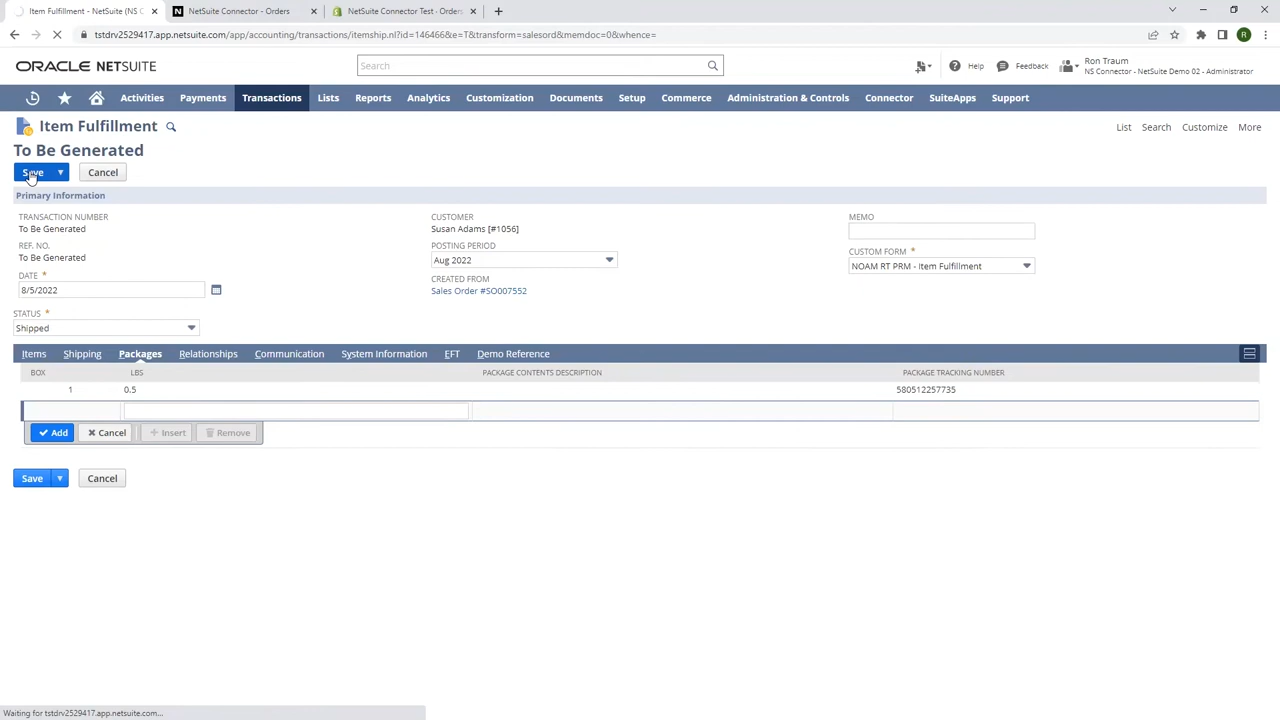 Item Fulfillment - NetSuite (NS C
NetSuite Connector - Orders
NetSuite Connector Test · Orders
tstdrv2529417.app.netsuite.com/app/accounting/transactions/itemship.nl?id=146466&e=T&transform=salesord&memdoc=0&whence=
R
ORACLE NETSUITE
Search
Help
Feedback
Ron Traum
NS Connector - NetSuite Demo 02 - Administrator
Activities
Payments
Transactions
Lists
Reports
Analytics
Customization
Documents
Setup
Commerce
Administration & Controls
Connector
SuiteApps
Support
Item Fulfillment
List
Search
Customize
More
To Be Generated
Save
Cancel
Primary Information
TRANSACTION NUMBER
To Be Generated
REF. NO.
To Be Generated
DATE *
8/5/2022
STATUS *
Shipped
CUSTOMER
Susan Adams [#1056]
POSTING PERIOD
Aug 2022
CREATED FROM
Sales Order #SO007552
MEMO
CUSTOM FORM *
NOAM RT PRM - Item Fulfillment
Items
Shipping
Packages
Relationships
Communication
System Information
EFT
Demo Reference
BOX
LBS
PACKAGE CONTENTS DESCRIPTION
PACKAGE TRACKING NUMBER
1
0.5
580512257735
Add
Cancel
Insert
Remove
Save
Cancel
Waiting for tstdrv2529417.app.netsuite.com...